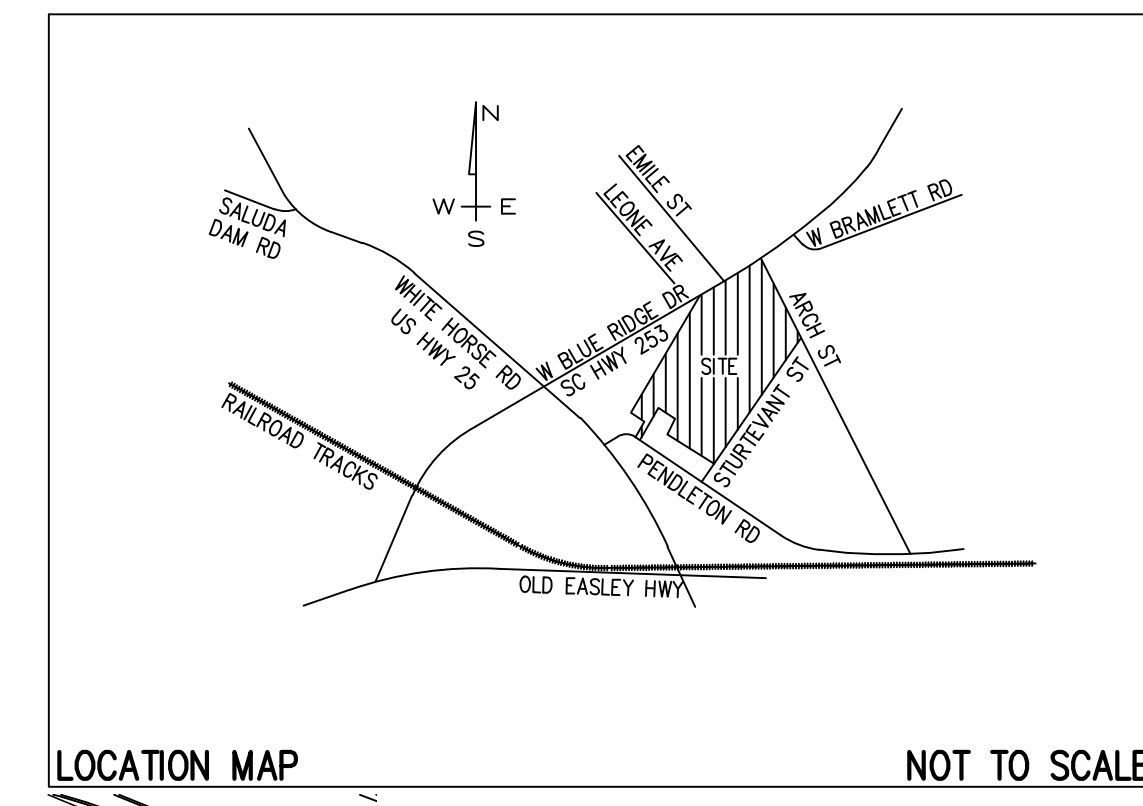 N
W E
S
EMILE ST
LEONE AVE
W BRAMLETT RD
SALUDA
DAM RD
WHITE HORSE RD
US HWY 25
W BLUE RIDGE DR
SC HWY 253
ARCH ST
SITE
STURTEVANT ST
RAILROAD TRACKS
PENDLETON RD
OLD EASLEY HWY
LOCATION MAP
NOT TO SCALE